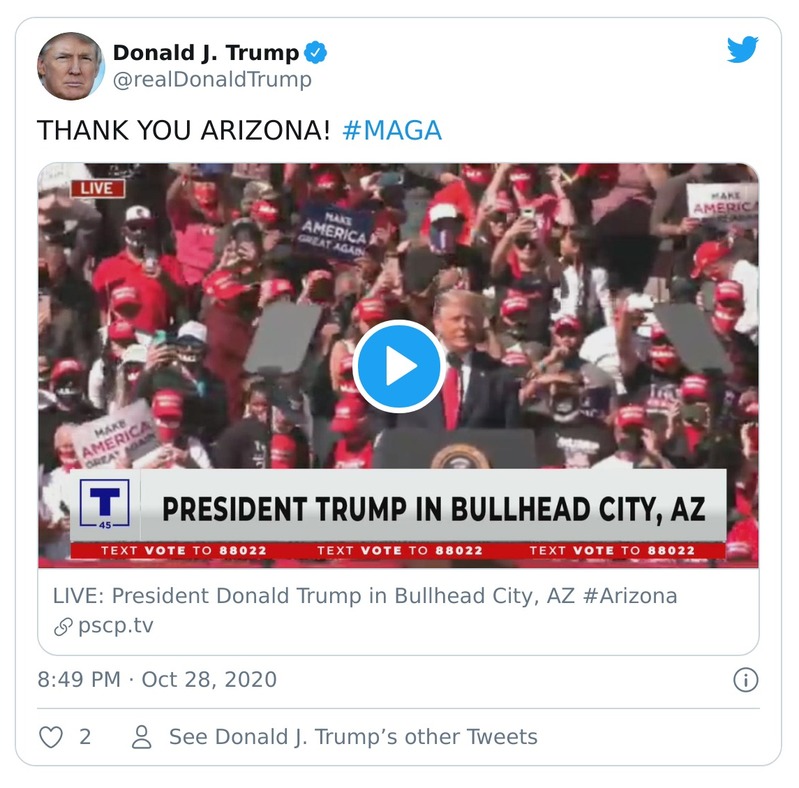 Donald J. Trump
@realDonaldTrump
THANK YOU ARIZONA! #MAGA
LIVE
MAKE
AMERICA
GREAT AGAIN
MAKE
AMERICA
MAKE
AMERICA
GREAT AGAIN
T
45
PRESIDENT TRUMP IN BULLHEAD CITY, AZ
TEXT VOTE TO 88022 TEXT VOTE TO 88022 TEXT VOTE TO 88022
LIVE: President Donald Trump in Bullhead City, AZ #Arizona
pscp.tv
8:49 PM · Oct 28, 2020
2 See Donald J. Trump’s other Tweets